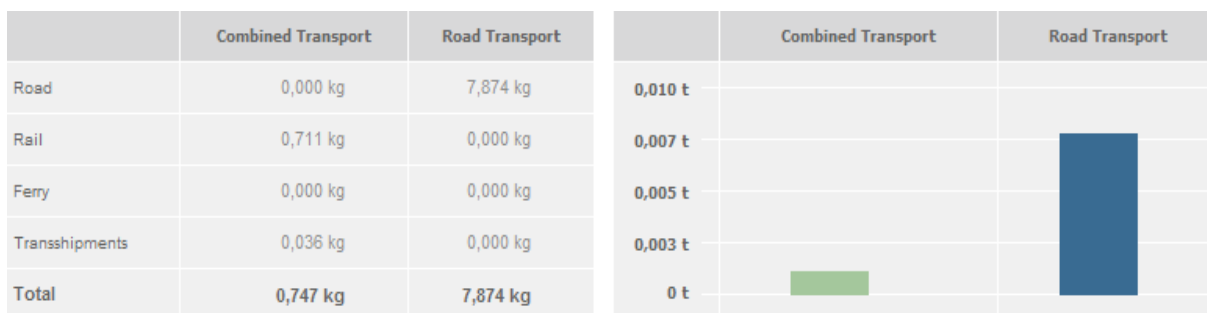 Combined Transport Road Transport
Road 0,000 kg 7,874 kg
Rail 0,711 kg 0,000 kg
Ferry 0,000 kg 0,000 kg
Transshipments 0,036 kg 0,000 kg
Total 0,747 kg 7,874 kg
Combined Transport Road Transport
0,010 t
0,007 t
0,005 t
0,003 t
0 t